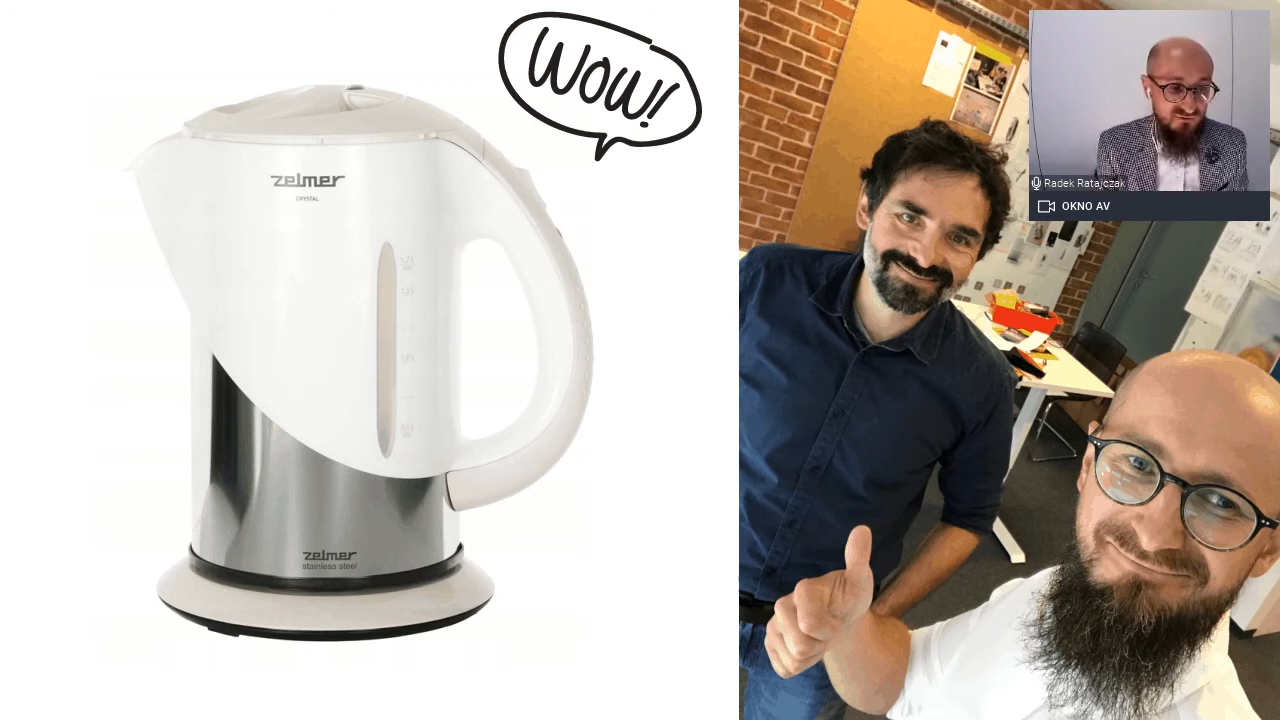 WOW!
zelmer
CRYSTAL
zelmer
stainless steel
Radek Ratajczak
OKNO AV